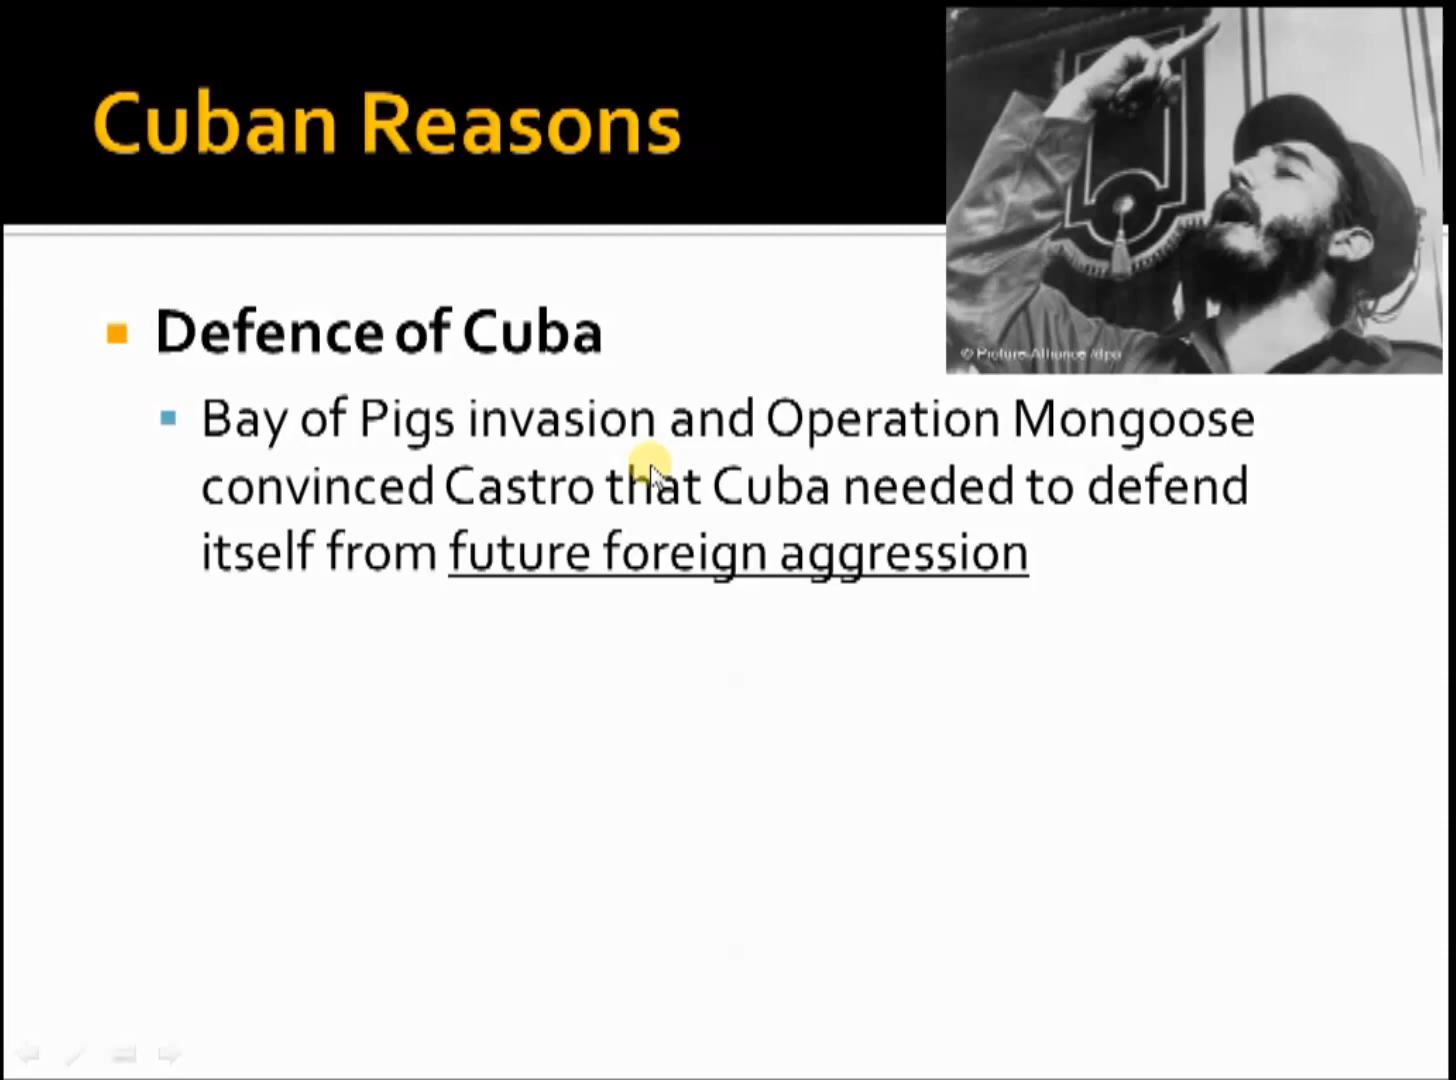 Cuban Reasons
© Picture-Alliance /dpa
Defence of Cuba
Bay of Pigs invasion and Operation Mongoose
convinced Castro that Cuba needed to defend
itself from future foreign aggression